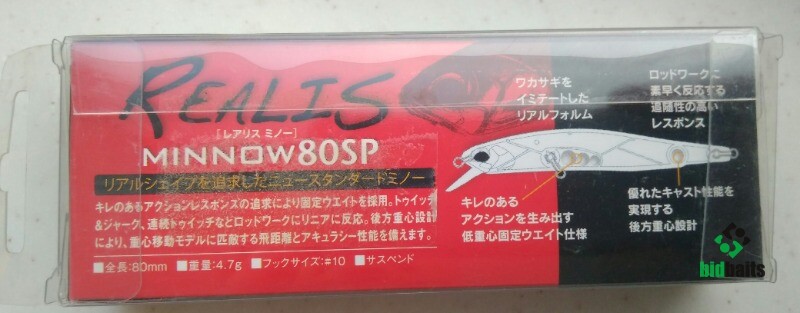 REALIS
[レアリス ミノー]
MINNOW80SP
リアルシェイプを追求したニュースタンダードミノー
キレのあるアクションレスポンスの追求により固定ウエイトを採用。トゥイッチ
&ジャーク、連続トゥイッチなどロッドワークにリニアに反応。後方重心設計
により、重心移動モデルに匹敵する飛距離とアキュラシー性能を備えます。
■全長:80mm ■重量:4.7g ■フックサイズ:#10 ■サスペンド
ワカサギを
イミテートした
リアルフォルム
ロッドワークに
素早く反応する
追随性の高い
レスポンス
キレのある
アクションを生み出す
低重心固定ウエイト仕様
優れたキャスト性能を
実現する
後方重心設計
bidbaits